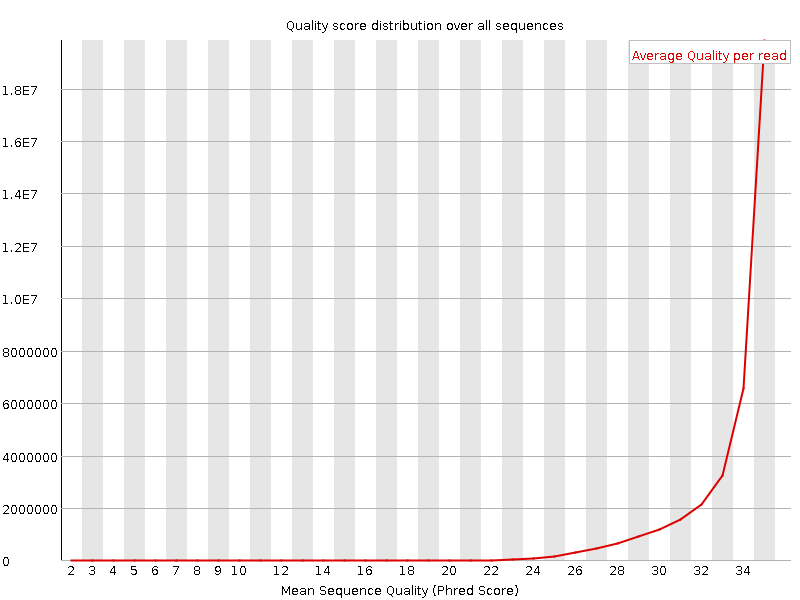 Quality score distribution over all sequences
Average Quality per read
1.8E7
1.6E7
1.4E7
1.2E7
1.0E7
8000000
6000000
4000000
2000000
0
2 3 4 5 6 7 8 9 10 12 14 16 18 20 22 24 26 28 30 32 34
Mean Sequence Quality (Phred Score)